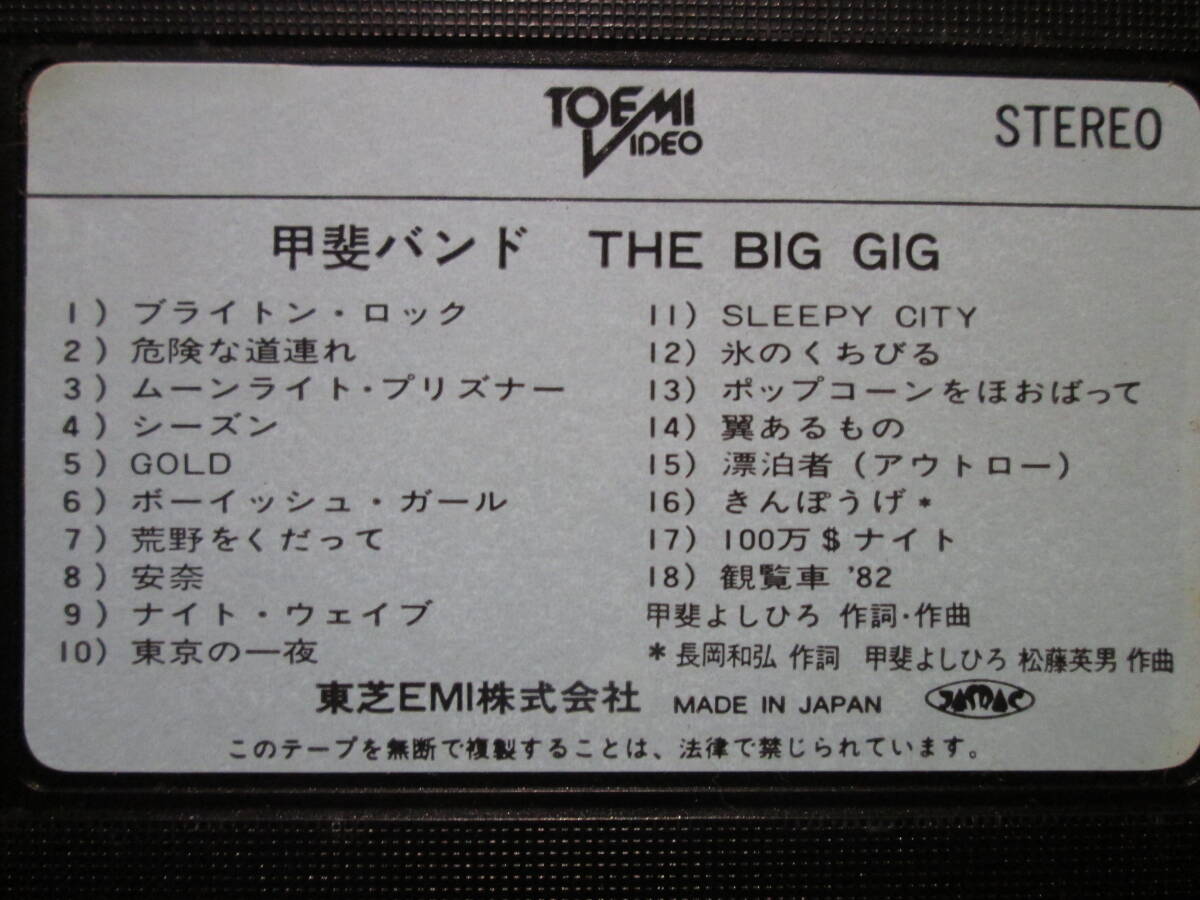 TOEMI
VIDEO
STEREO
甲斐バンド THE BIG GIG
1) ブライトン・ロック
2) 危険な道連れ
3) ムーンライト・プリズナー
4) シーズン
5) GOLD
6) ボーイッシュ・ガール
7) 荒野をくだって
8) 安奈
9) ナイト・ウェイブ
10) 東京の一夜
11) SLEEPY CITY
12) 氷のくちびる
13) ポップコーンをほおばって
14) 翼あるもの
15) 漂泊者 (アウトロー)
16) きんぽうげ*
17) 100万$ナイト
18) 観覧車 '82
甲斐よしひろ 作詞・作曲
*長岡和弘 作詞 甲斐よしひろ 松藤英男 作曲
東芝EMI株式会社 MADE IN JAPAN JASRAC
このテープを無断で複製することは、法律で禁じられています。